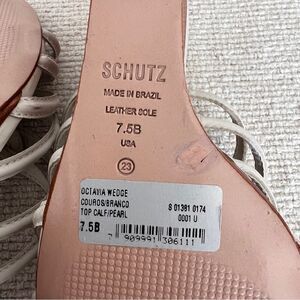 SCHUTZ
MADE IN BRAZIL
LEATHER SOLE
7.5B
USA
23
OCTAVIA WEDGE
COUROS/BRANCO
TOP CALF/PEARL
S 01381 0174
0001 U
7.5B
7 909991 306111